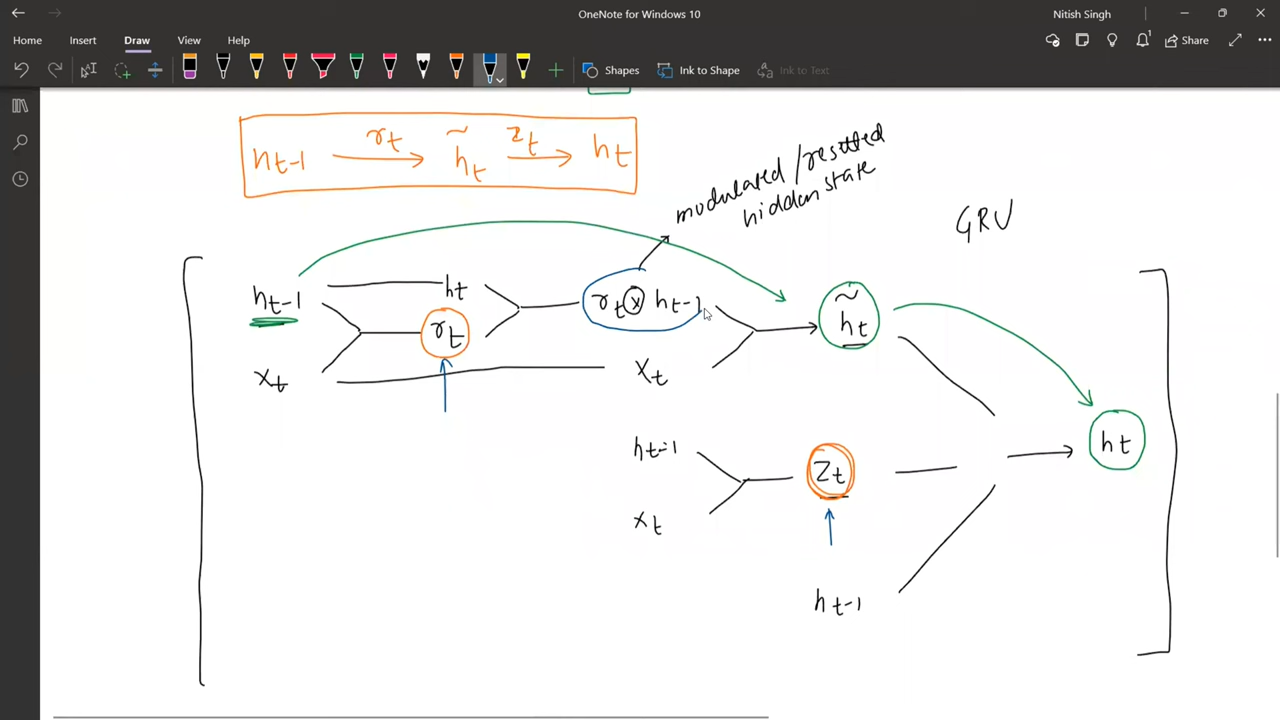 OneNote for Windows 10
Nitish Singh
Home Insert Draw View Help
Shapes Ink to Shape Ink to Text Share
ht-1 rt h̃t zt ht
modulated/resetted
hidden state
GRU
ht-1 ht rt ⊗ ht-1 h̃t
rt
xt xt
ht
ht-1 zt
xt
ht-1